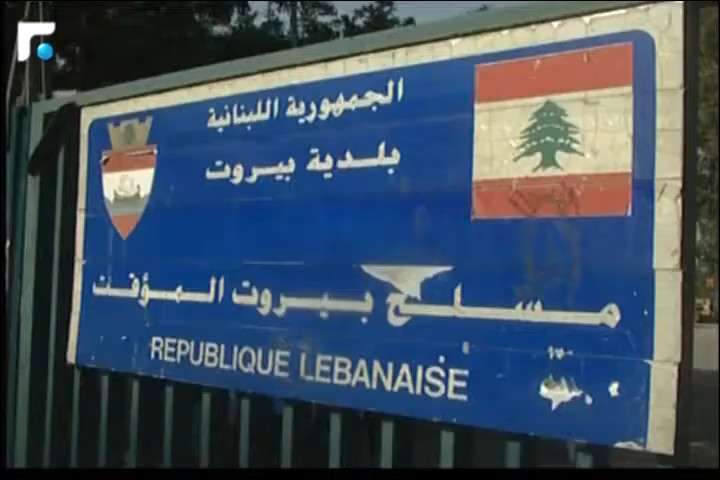 الجمهورية اللبنانية
بلدية بيروت
مسلخ بيروت المؤقت
REPUBLIQUE LEBANAISE